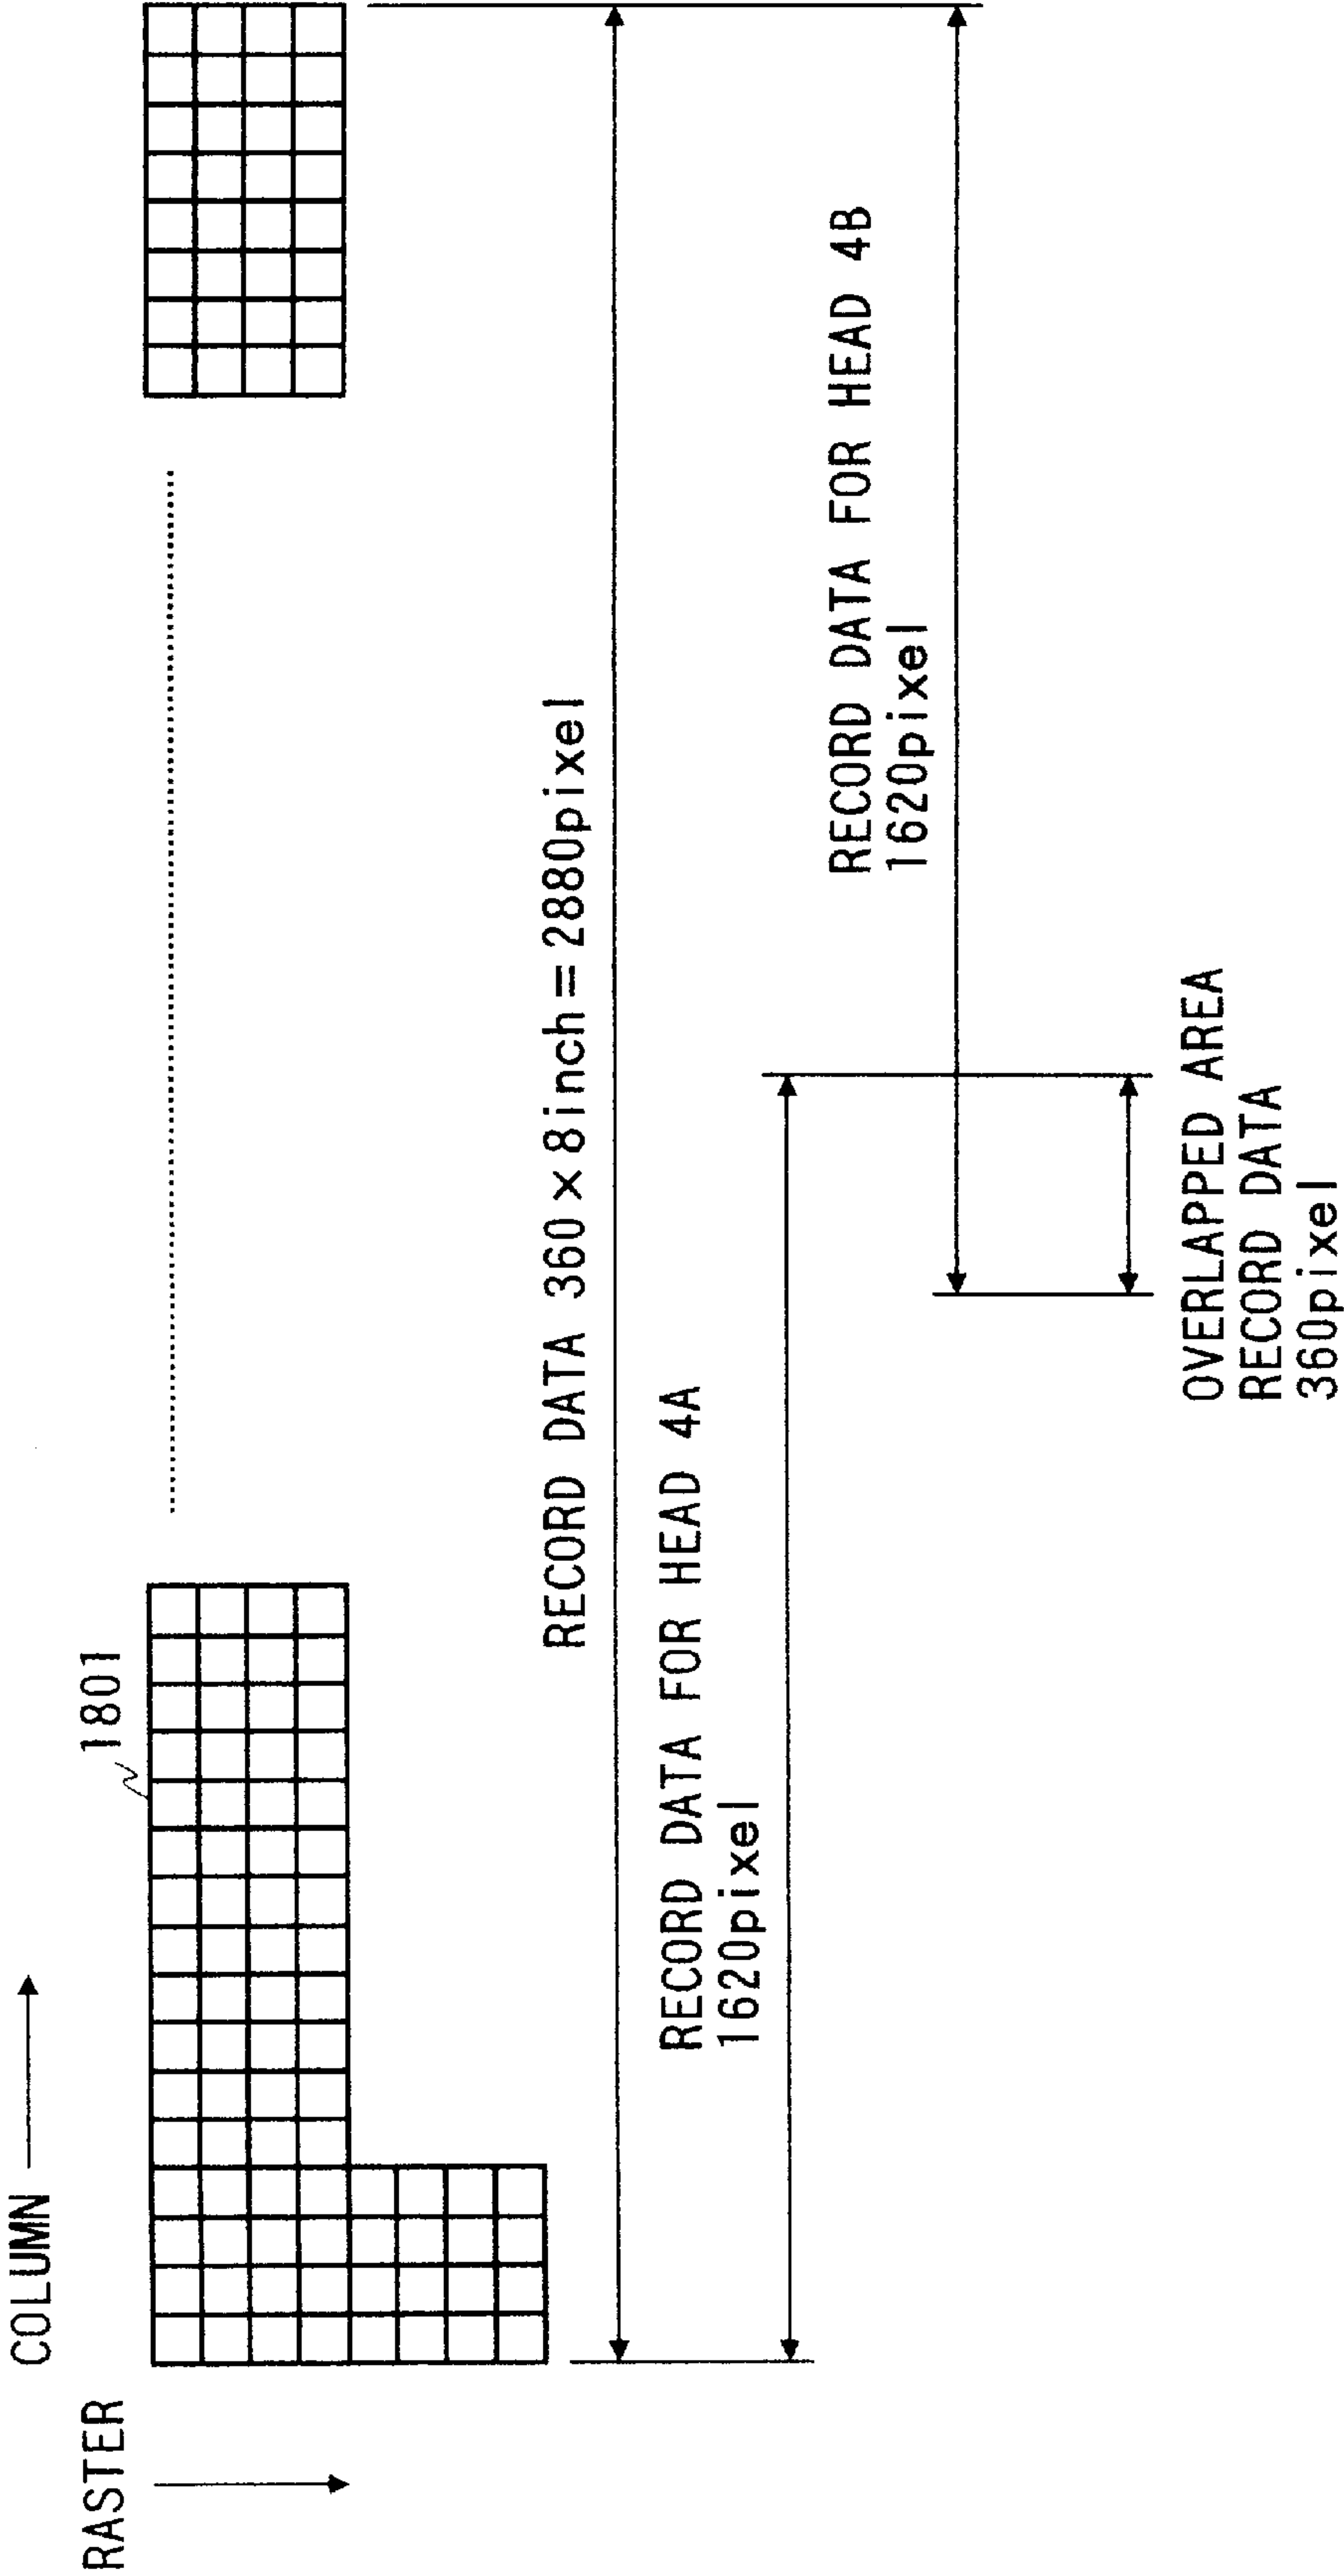 COLUMN
RASTER
1801
RECORD DATA 360×8inch=2880pixel
RECORD DATA FOR HEAD 4A
1620pixel
RECORD DATA FOR HEAD 4B
1620pixel
OVERLAPPED AREA
RECORD DATA
360pixel